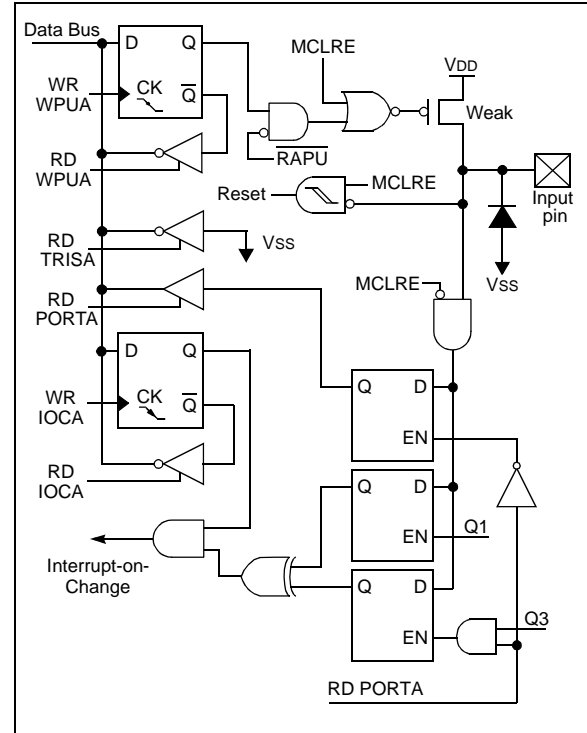 Data Bus
D Q
WR
WPUA
CK
Q
MCLRE
VDD
Weak
RAPU
RD
WPUA
Reset
MCLRE
Input
pin
RD
TRISA
VSS
VSS
RD
PORTA
MCLRE
D Q
WR
IOCA
CK
Q
Q D
EN
RD
IOCA
Q D
EN
Q1
Interrupt-on-
Change
Q D
EN
Q3
RD PORTA